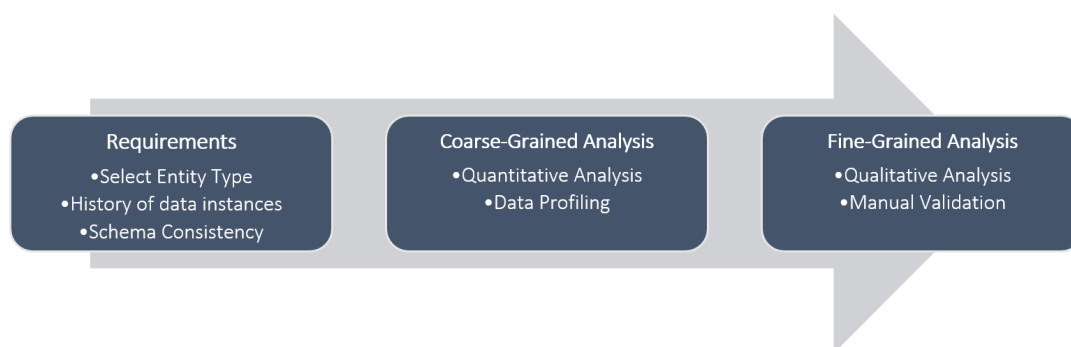 Requirements
•Select Entity Type
•History of data instances
•Schema Consistency
Coarse-Grained Analysis
•Quantitative Analysis
•Data Profiling
Fine-Grained Analysis
•Qualitative Analysis
•Manual Validation